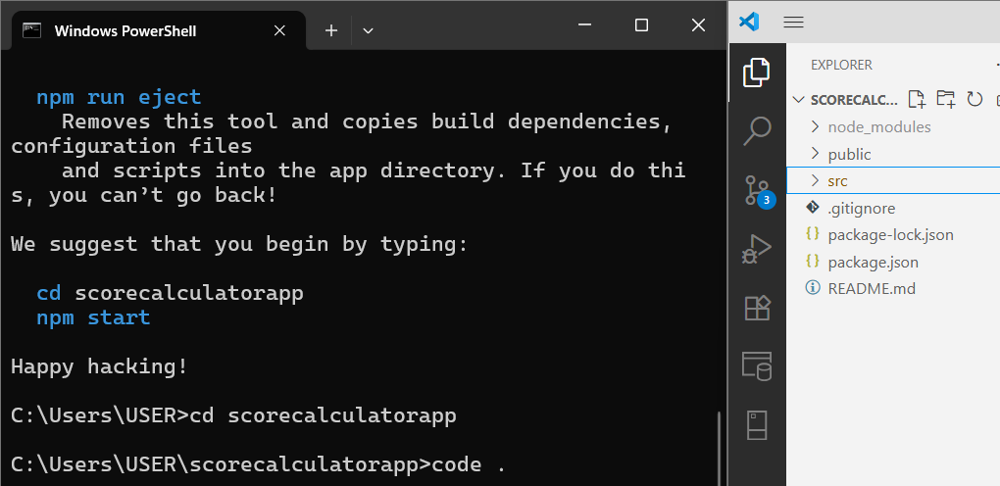 Windows PowerShell
npm run eject
Removes this tool and copies build dependencies,
configuration files
and scripts into the app directory. If you do thi
s, you can’t go back!
We suggest that you begin by typing:
cd scorecalculatorapp
npm start
Happy hacking!
C:\Users\USER>cd scorecalculatorapp
C:\Users\USER\scorecalculatorapp>code .
EXPLORER
SCORECALC...
node_modules
public
src
.gitignore
package-lock.json
package.json
README.md
3